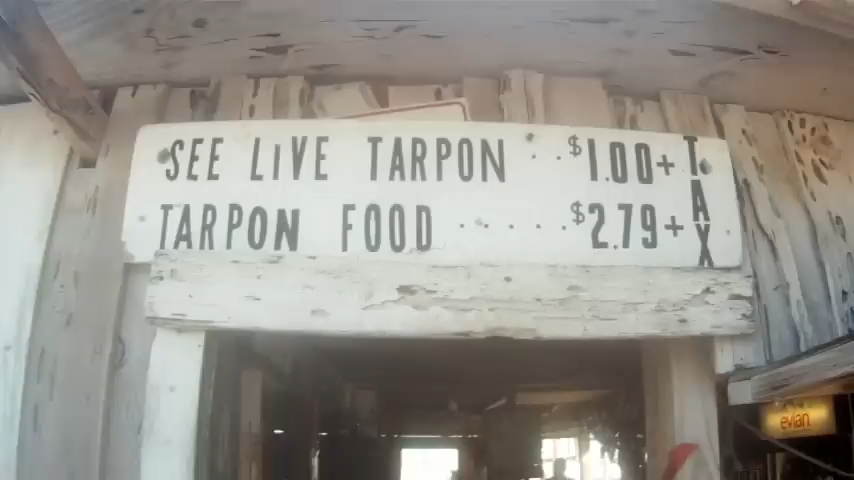 SEE LiVE TARPON ..$1.00+ TAX
TARPON FOOD ......$2.79+
evian